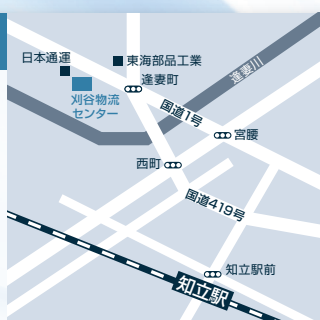 日本通運
東海部品工業
逢妻町
逢妻川
刈谷物流
センター
国道1号
宮腰
西町
国道419号
知立駅前
知立駅